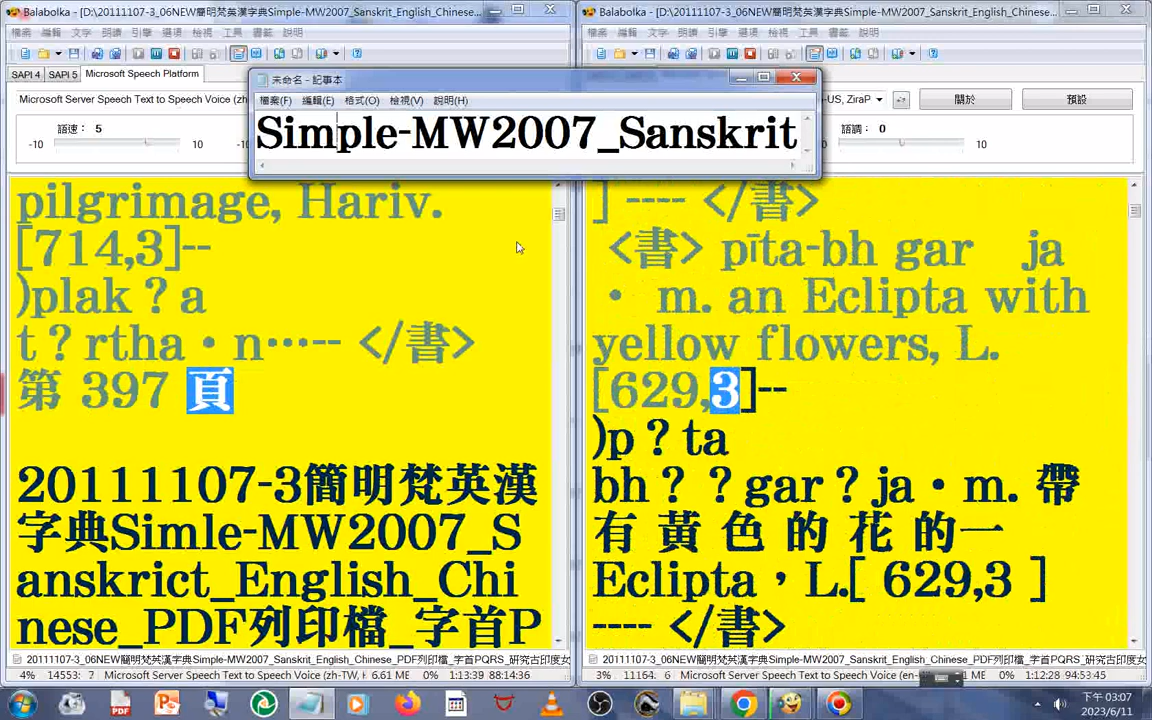 Balabolka - [D:\20111107-3_06NEW簡明梵英漢字典Simple-MW2007_Sanskrit_English_Chinese...
檔案 編輯 文字 朗讀 引擎 選項 檢視 工具 書籤 說明
SAPI 4 SAPI 5 Microsoft Speech Platform
Microsoft Server Speech Text to Speech Voice (zh
語速： 5
-10 10 -10
pilgrimage, Hariv.
[714,3]--
)plak？a
t？rtha‧n…-- </書>
第 397 頁
20111107-3簡明梵英漢
字典Simle-MW2007_S
anskrict_English_Chi
nese_PDF列印檔_字首P
20111107-3_06NEW簡明梵英漢字典Simple-MW2007_Sanskrit_English_Chinese_PDF列印檔_字首PQRS_研究古印度女
4% 14553: 7 Microsoft Server Speech Text to Speech Voice (zh-TW, H 6.61 MB 0% 1:13:39 88:14:36
未命名 - 記事本
檔案(F) 編輯(E) 格式(O) 檢視(V) 說明(H)
Simple-MW2007_Sanskrit
Balabolka - [D:\20111107-3_06NEW簡明梵英漢字典Simple-MW2007_Sanskrit_English_Chinese...
檔案 編輯 文字 朗讀 引擎 選項 檢視 工具 書籤 說明
-US, ZiraP 關於 預設
語調： 0
10
] ---- </書>
<書> pīta-bh gar ja
‧ m. an Eclipta with
yellow flowers, L.
[629,3]--
)p？ta
bh？？gar？ja‧m. 帶
有 黃 色 的 花 的一
Eclipta，L.[ 629,3 ]
---- </書>
20111107-3_06NEW簡明梵英漢字典Simple-MW2007_Sanskrit_English_Chinese_PDF列印檔_字首PQRS_研究古印度女
3% 11164. 6 Microsoft Server Speech Text to Speech Voice (en- MB 0% 12:28 94:53:45
下午 03:07
2023/6/11